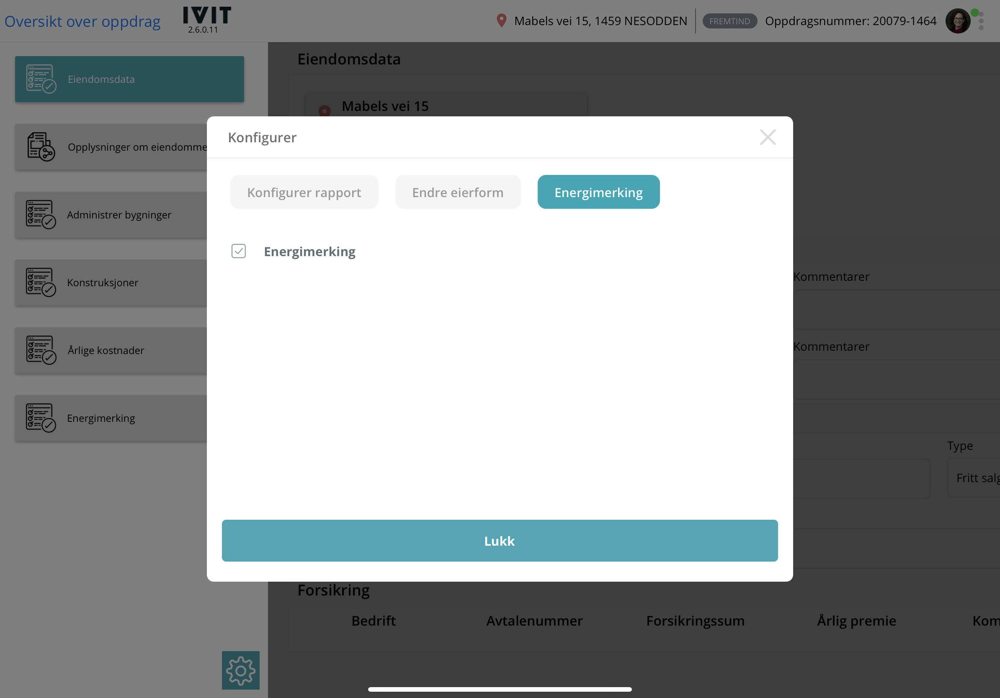 Oversikt over oppdrag
IVIT
2.6.0.11
Mabels vei 15, 1459 NESODDEN
FREMTIND
Oppdragsnummer: 20079-1464
Eiendomsdata
Opplysninger om eiendomme
Administrer bygninger
Konstruksjoner
Årlige kostnader
Energimerking
Eiendomsdata
Mabels vei 15
Konfigurer
Konfigurer rapport
Endre eierform
Energimerking
Energimerking
Lukk
Kommentarer
Kommentarer
Type
Fritt salg
Forsikring
Bedrift Avtalenummer Forsikringssum Årlig premie Kom